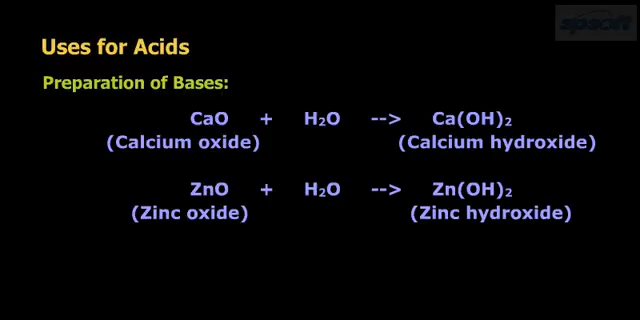 spsoft
Uses for Acids
Preparation of Bases:
CaO + H₂O --> Ca(OH)₂
(Calcium oxide) (Calcium hydroxide)
ZnO + H₂O --> Zn(OH)₂
(Zinc oxide) (Zinc hydroxide)